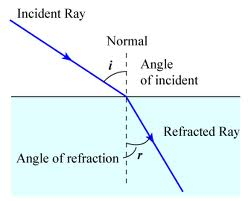 Incident Ray
Normal
i
Angle
of incident
Refracted Ray
Angle of refraction
r